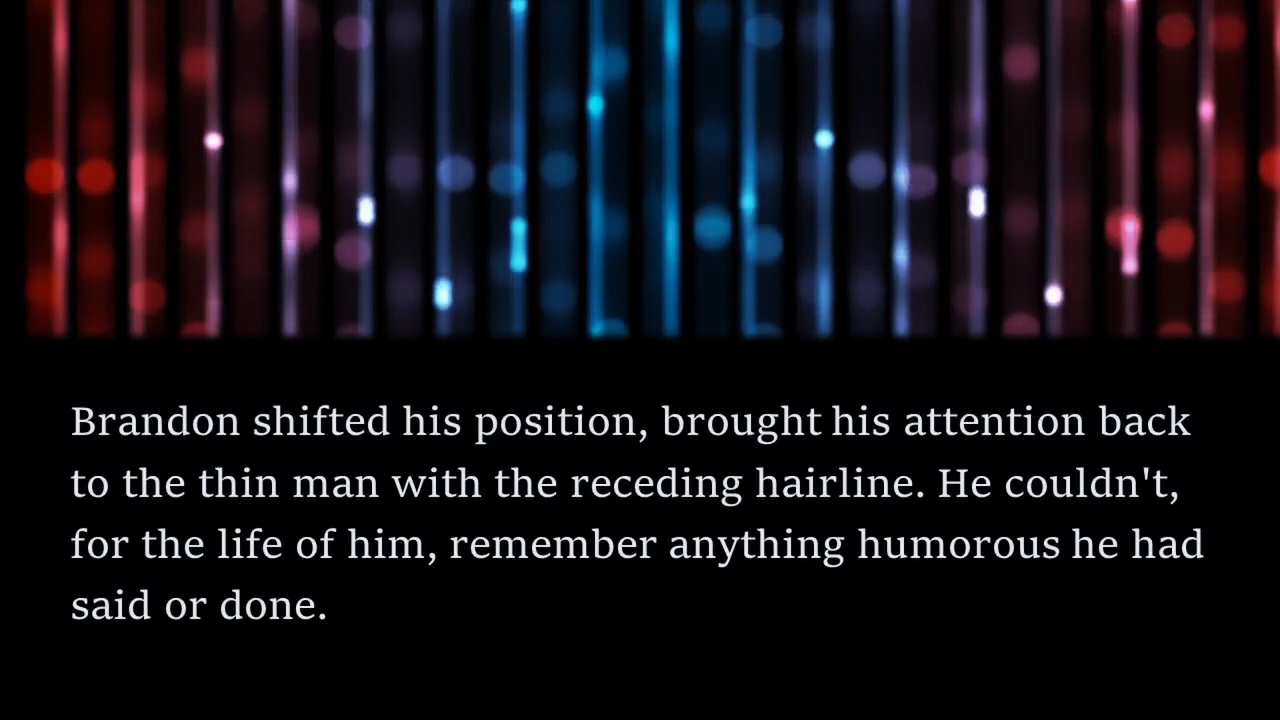 Brandon shifted his position, brought his attention back
to the thin man with the receding hairline. He couldn't,
for the life of him, remember anything humorous he had
said or done.